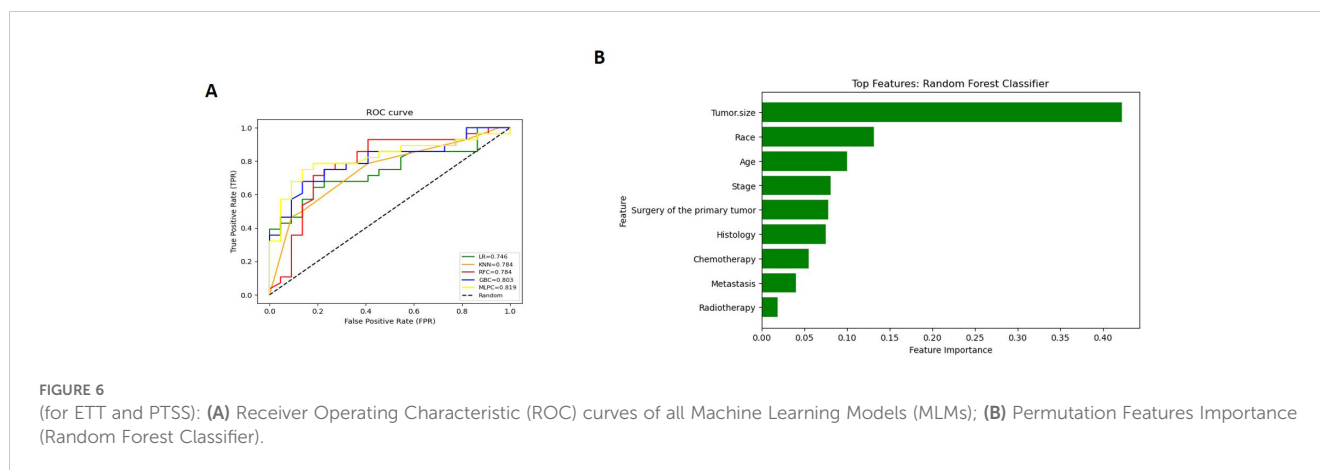 A
ROC curve
True Positive Rate (TPR)
1.0
0.8
0.6
0.4
0.2
0.0
LR=0.746
KNN=0.784
RFC=0.784
GBC=0.803
MLPC=0.819
Random
0.0 0.2 0.4 0.6 0.8 1.0
False Positive Rate (FPR)
B
Top Features: Random Forest Classifier
Feature
Tumor.size
Race
Age
Stage
Surgery of the primary tumor
Histology
Chemotherapy
Metastasis
Radiotherapy
0.00 0.05 0.10 0.15 0.20 0.25 0.30 0.35 0.40
Feature Importance
FIGURE 6
(for ETT and PTSS): (A) Receiver Operating Characteristic (ROC) curves of all Machine Learning Models (MLMs); (B) Permutation Features Importance
(Random Forest Classifier).